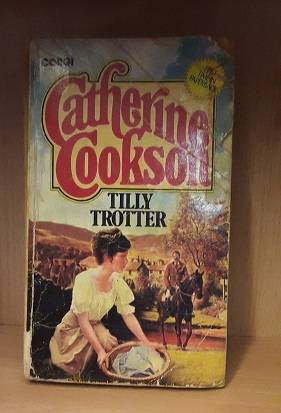 CORGI
Catherine
Cookson
TILLY
TROTTER